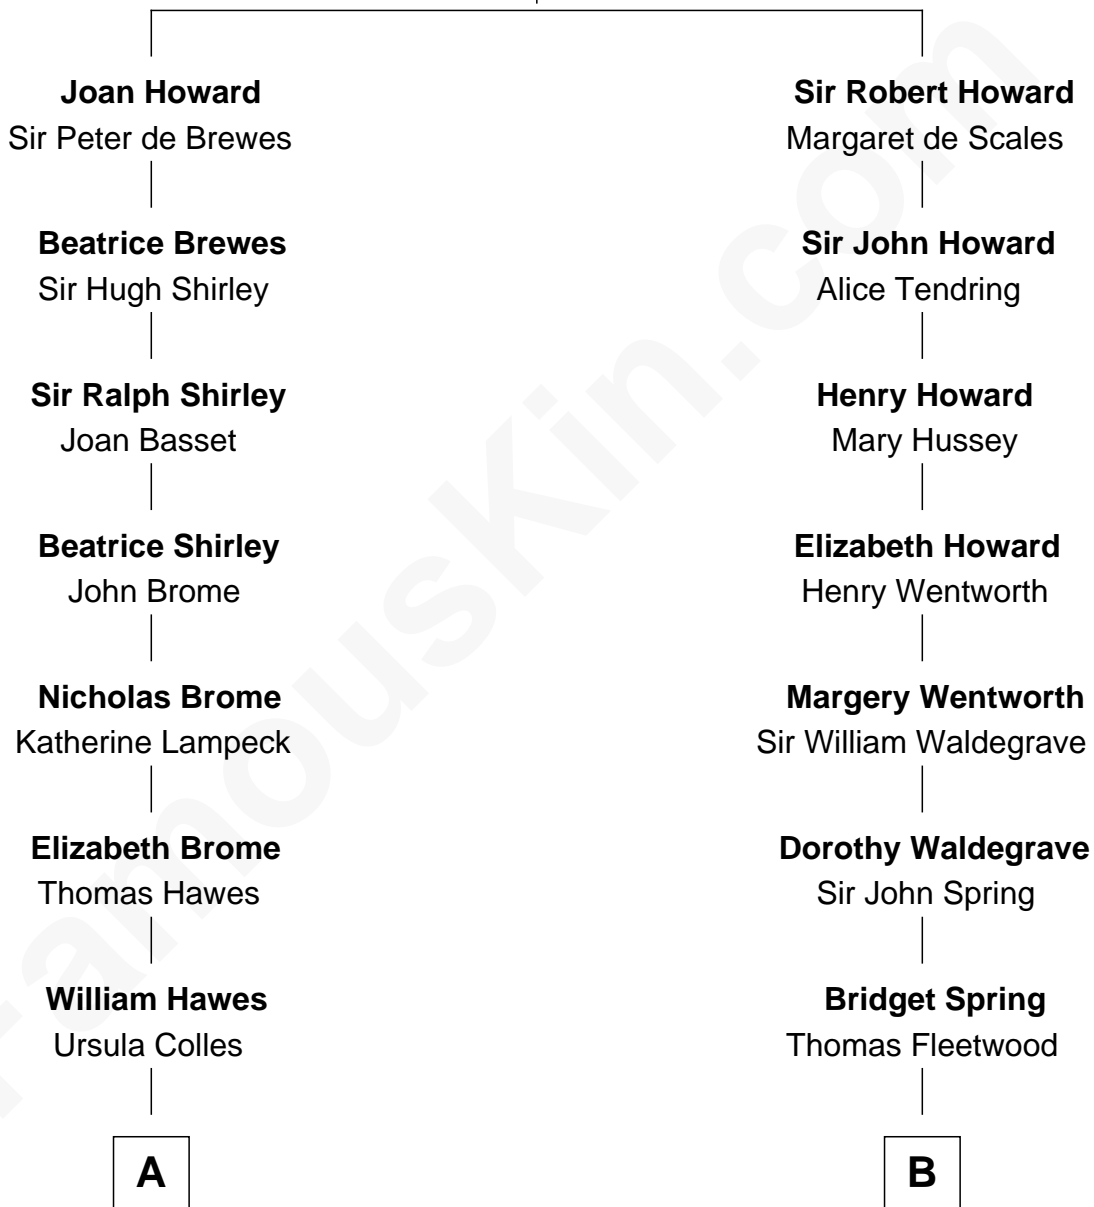 Joan Howard
Sir Peter de Brewes
Beatrice Brewes
Sir Hugh Shirley
Sir Ralph Shirley
Joan Basset
Beatrice Shirley
John Brome
Nicholas Brome
Katherine Lampeck
Elizabeth Brome
Thomas Hawes
William Hawes
Ursula Colles
A
Sir Robert Howard
Margaret de Scales
Sir John Howard
Alice Tendring
Henry Howard
Mary Hussey
Elizabeth Howard
Henry Wentworth
Margery Wentworth
Sir William Waldegrave
Dorothy Waldegrave
Sir John Spring
Bridget Spring
Thomas Fleetwood
B
FamousKin.com